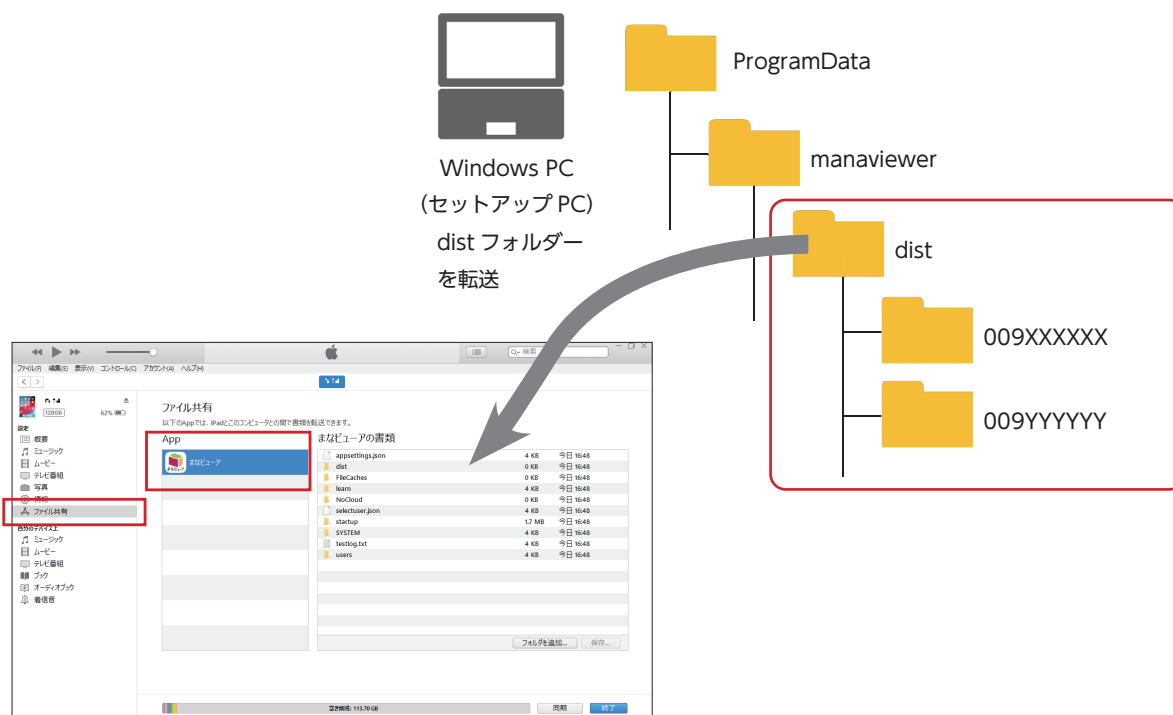 ProgramData
manaviewer
dist
009XXXXXX
009YYYYYY
Windows PC
(セットアップ PC)
dist フォルダー
を転送
検索
ファイル(F) 編集(E) 表示(V) コントロール(C) アカウント(A) ヘルプ(H)
128GB 62%
設定
概要
ミュージック
ムービー
テレビ番組
写真
情報
ファイル共有
自分のデバイス上
ミュージック
ムービー
テレビ番組
ブック
オーディオブック
着信音
ファイル共有
以下のAppでは、iPadとこのコンピュータとの間で書類を転送できます。
App
まなビューア
まなビューア
まなビューアの書類
appsettings.json 4 KB 今日 16:48
dist 0 KB 今日 16:48
FileCaches 0 KB 今日 16:48
learn 4 KB 今日 16:48
NoCloud 0 KB 今日 16:48
selectuser.json 4 KB 今日 16:48
startup 1.7 MB 今日 16:48
SYSTEM 4 KB 今日 16:48
testlog.txt 4 KB 今日 16:48
users 4 KB 今日 16:48
フォルダを追加... 保存...
空き領域: 113.70 GB 同期 終了